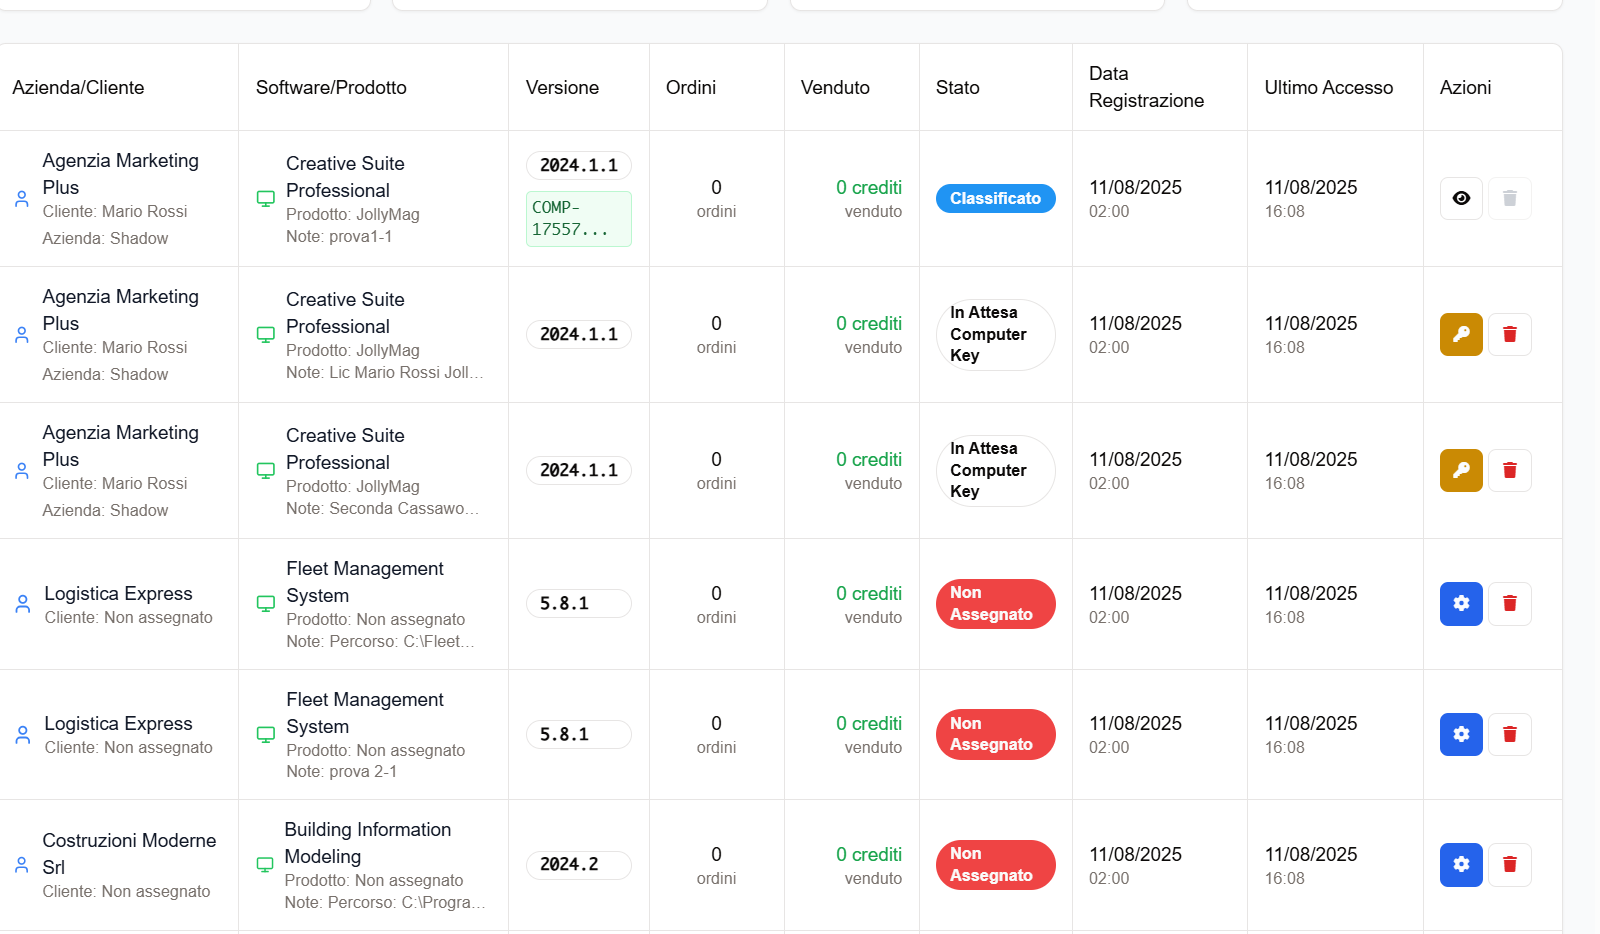 Azienda/Cliente
Software/Prodotto
Versione
Ordini
Venduto
Stato
Data
Registrazione
Ultimo Accesso
Azioni
Agenzia Marketing
Plus
Cliente: Mario Rossi
Azienda: Shadow
Creative Suite
Professional
Prodotto: JollyMag
Note: prova1-1
2024.1.1
COMP-
17557...
0
ordini
0 crediti
venduto
Classificato
11/08/2025
02:00
11/08/2025
16:08
Agenzia Marketing
Plus
Cliente: Mario Rossi
Azienda: Shadow
Creative Suite
Professional
Prodotto: JollyMag
Note: Lic Mario Rossi Joll...
2024.1.1
0
ordini
0 crediti
venduto
In Attesa
Computer
Key
11/08/2025
02:00
11/08/2025
16:08
Agenzia Marketing
Plus
Cliente: Mario Rossi
Azienda: Shadow
Creative Suite
Professional
Prodotto: JollyMag
Note: Seconda Cassawo...
2024.1.1
0
ordini
0 crediti
venduto
In Attesa
Computer
Key
11/08/2025
02:00
11/08/2025
16:08
Logistica Express
Cliente: Non assegnato
Fleet Management
System
Prodotto: Non assegnato
Note: Percorso: C:\Fleet...
5.8.1
0
ordini
0 crediti
venduto
Non
Assegnato
11/08/2025
02:00
11/08/2025
16:08
Logistica Express
Cliente: Non assegnato
Fleet Management
System
Prodotto: Non assegnato
Note: prova 2-1
5.8.1
0
ordini
0 crediti
venduto
Non
Assegnato
11/08/2025
02:00
11/08/2025
16:08
Costruzioni Moderne
Srl
Cliente: Non assegnato
Building Information
Modeling
Prodotto: Non assegnato
Note: Percorso: C:\Progra...
2024.2
0
ordini
0 crediti
venduto
Non
Assegnato
11/08/2025
02:00
11/08/2025
16:08